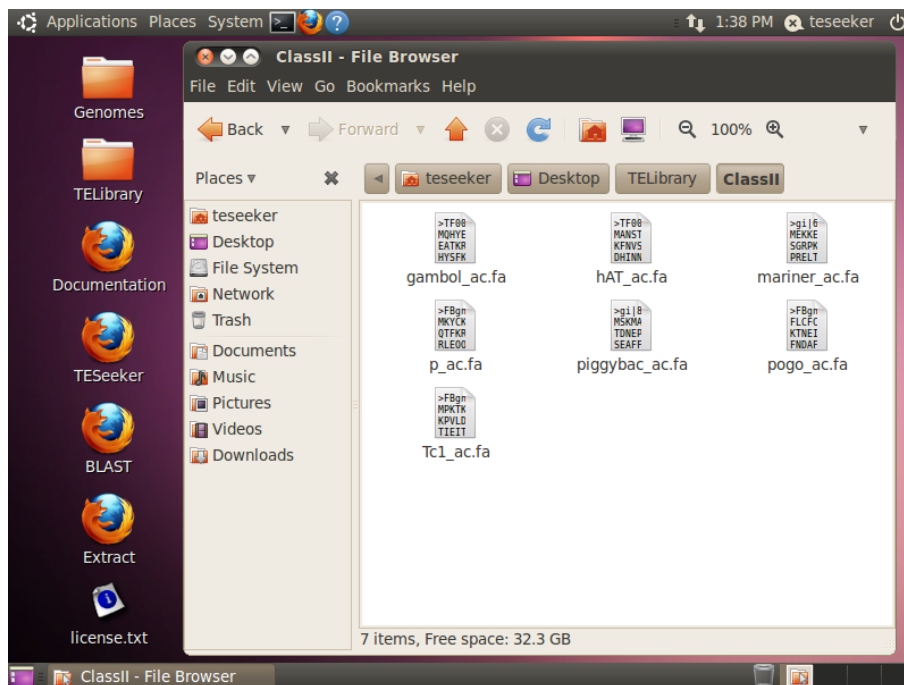 Applications Places System
1:38 PM teseeker
Genomes
TELibrary
Documentation
TESeeker
BLAST
Extract
license.txt
ClassII - File Browser
File Edit View Go Bookmarks Help
Back Forward 100%
Places teseeker Desktop TELibrary ClassII
teseeker
Desktop
File System
Network
Trash
Documents
Music
Pictures
Videos
Downloads
>TF00
MQHYE
EATKR
HYSFK
gambol_ac.fa
>TF00
MANST
KFNVS
DHINN
hAT_ac.fa
>gi|6
MEKKE
SGRPK
PRELT
mariner_ac.fa
>FBgn
MKYCK
QTFKR
p_ac.fa
>gi|8
MSKMA
TDNEP
SEAFF
piggybac_ac.fa
>FBgn
FLCFC
KTNEI
FNDAF
pogo_ac.fa
>FBgn
MPKTK
KPVLD
TIEIT
Tc1_ac.fa
7 items, Free space: 32.3 GB
ClassII - File Browser